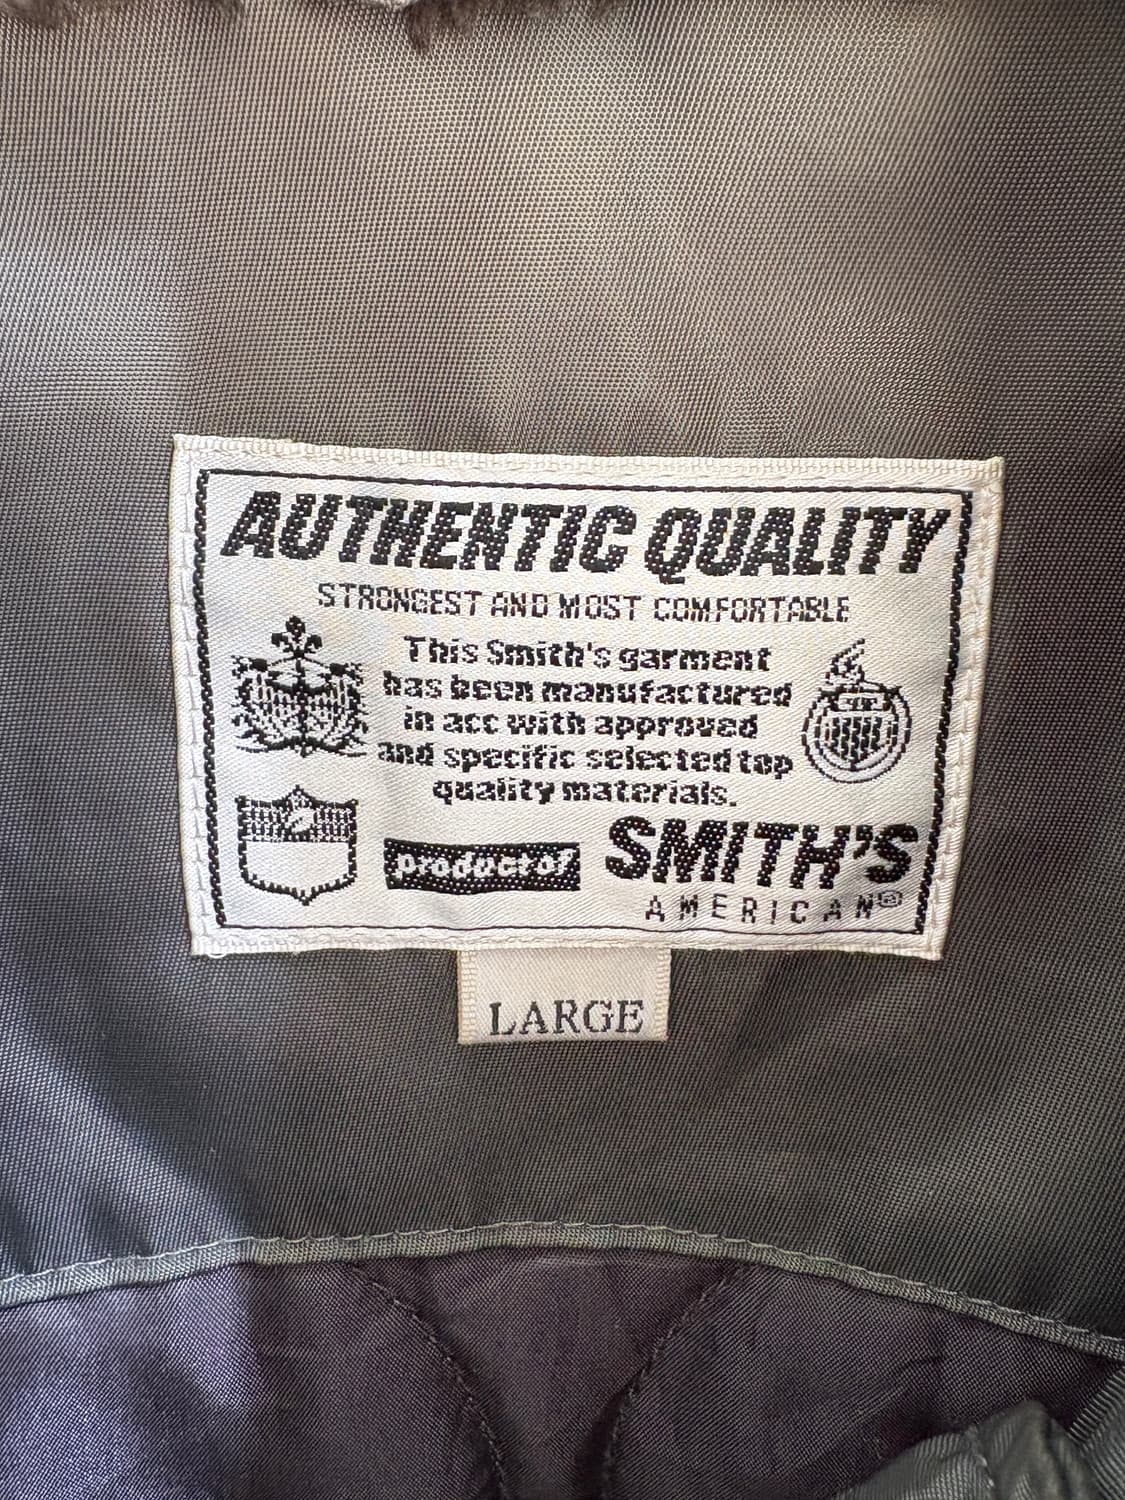 AUTHENTIC QUALITY
STRONGEST AND MOST COMFORTABLE
This Smith's garment
has been manufactured
in acc with approved
and specific selected top
quality materials.
product of
SMITH'S
AMERICAN®
LARGE